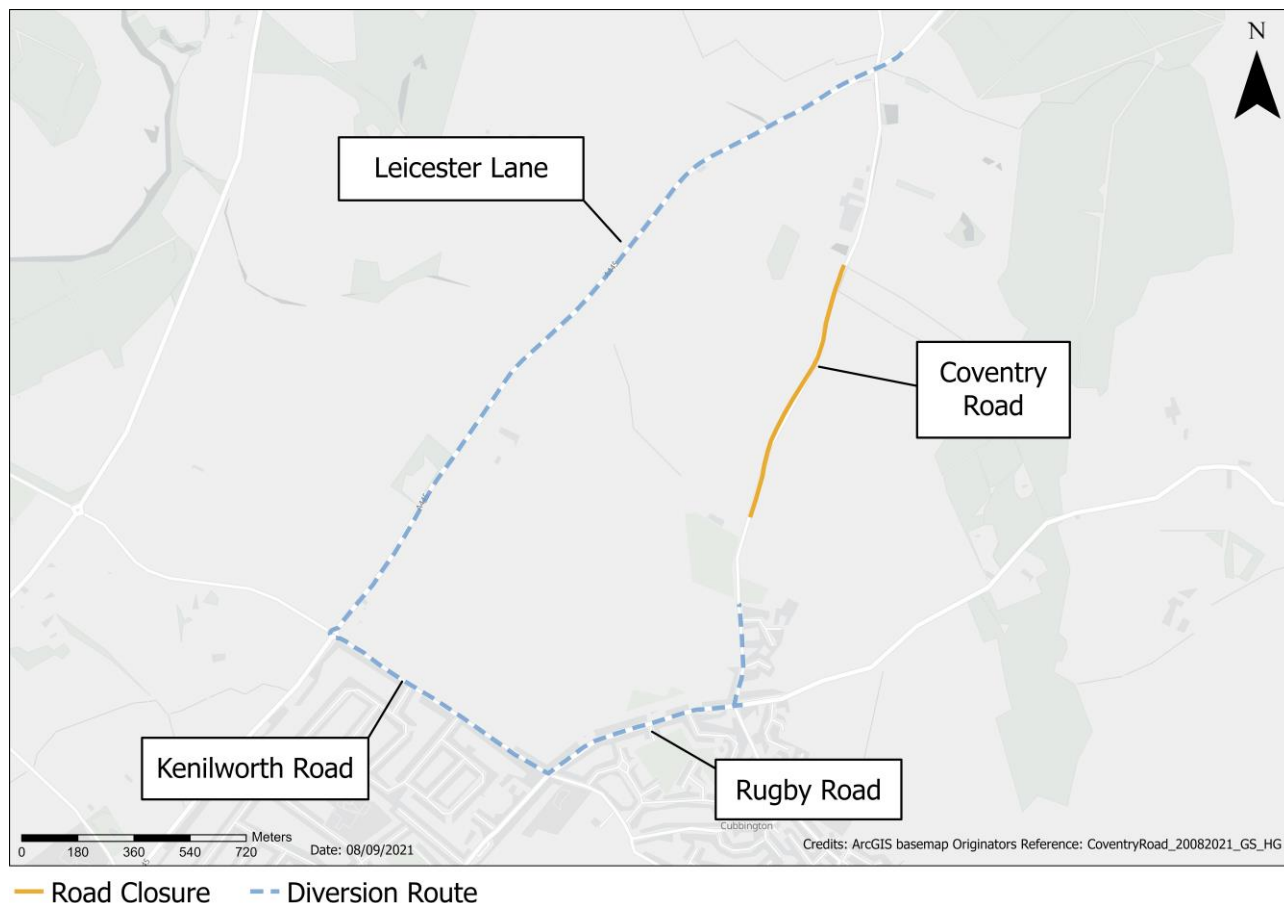 N
Leicester Lane
Coventry
Road
Kenilworth Road
Rugby Road
Cubbington
Meters
0 180 360 540 720
Date: 08/09/2021
Credits: ArcGIS basemap Originators Reference: CoventryRoad_20082021_GS_HG
Road Closure
Diversion Route